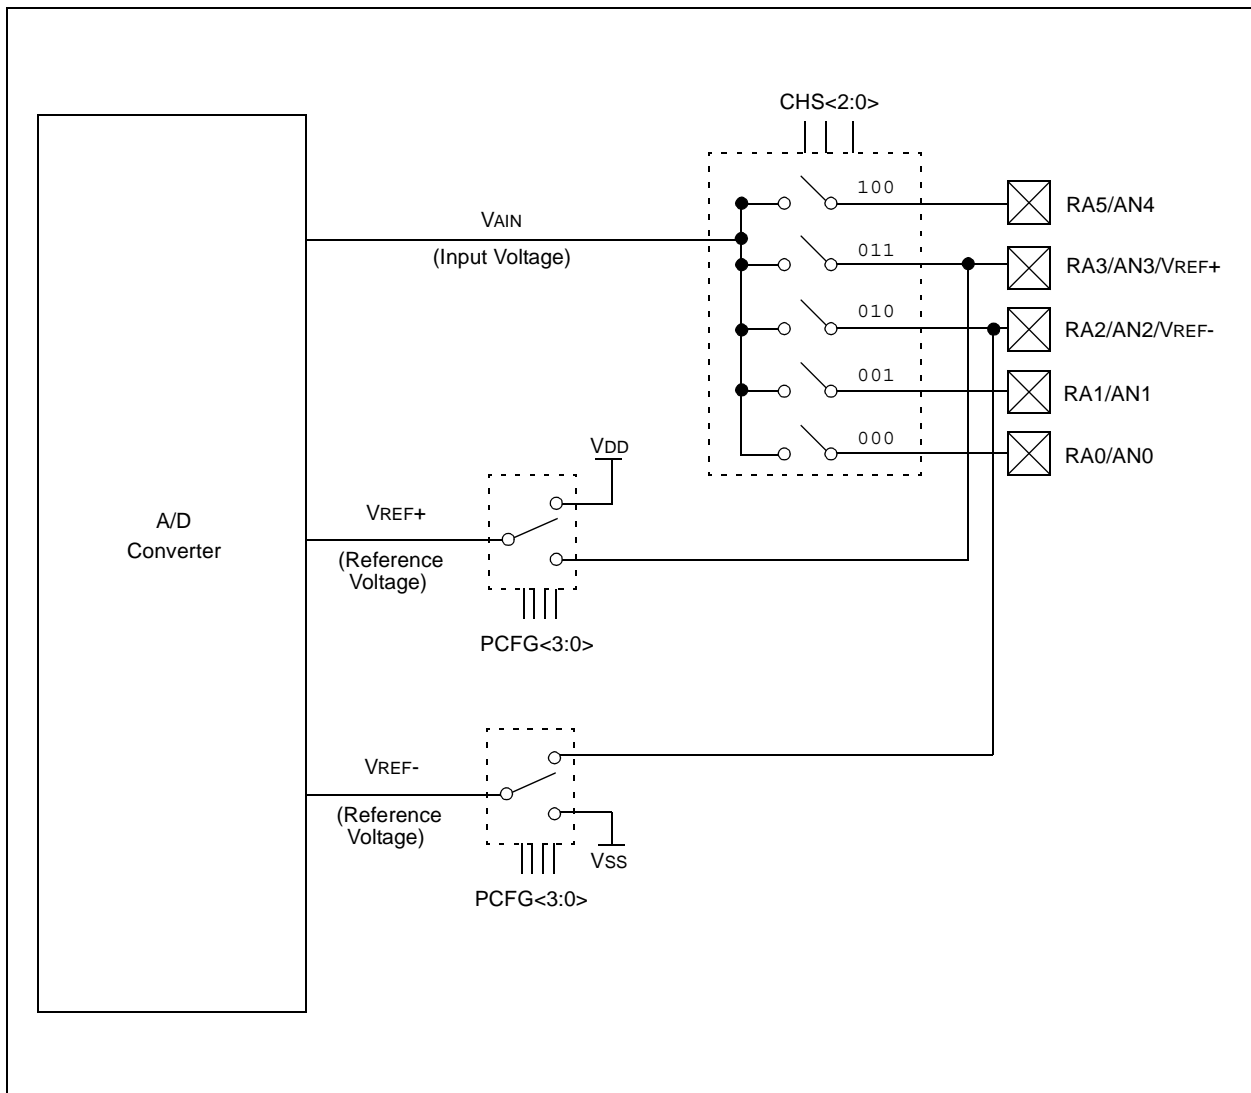 CHS<2:0>
100
RA5/AN4
VAIN
(Input Voltage)
011
RA3/AN3/VREF+
010
RA2/AN2/VREF-
001
RA1/AN1
000
RA0/AN0
VDD
A/D
Converter
VREF+
(Reference
Voltage)
PCFG<3:0>
VREF-
(Reference
Voltage)
VSS
PCFG<3:0>